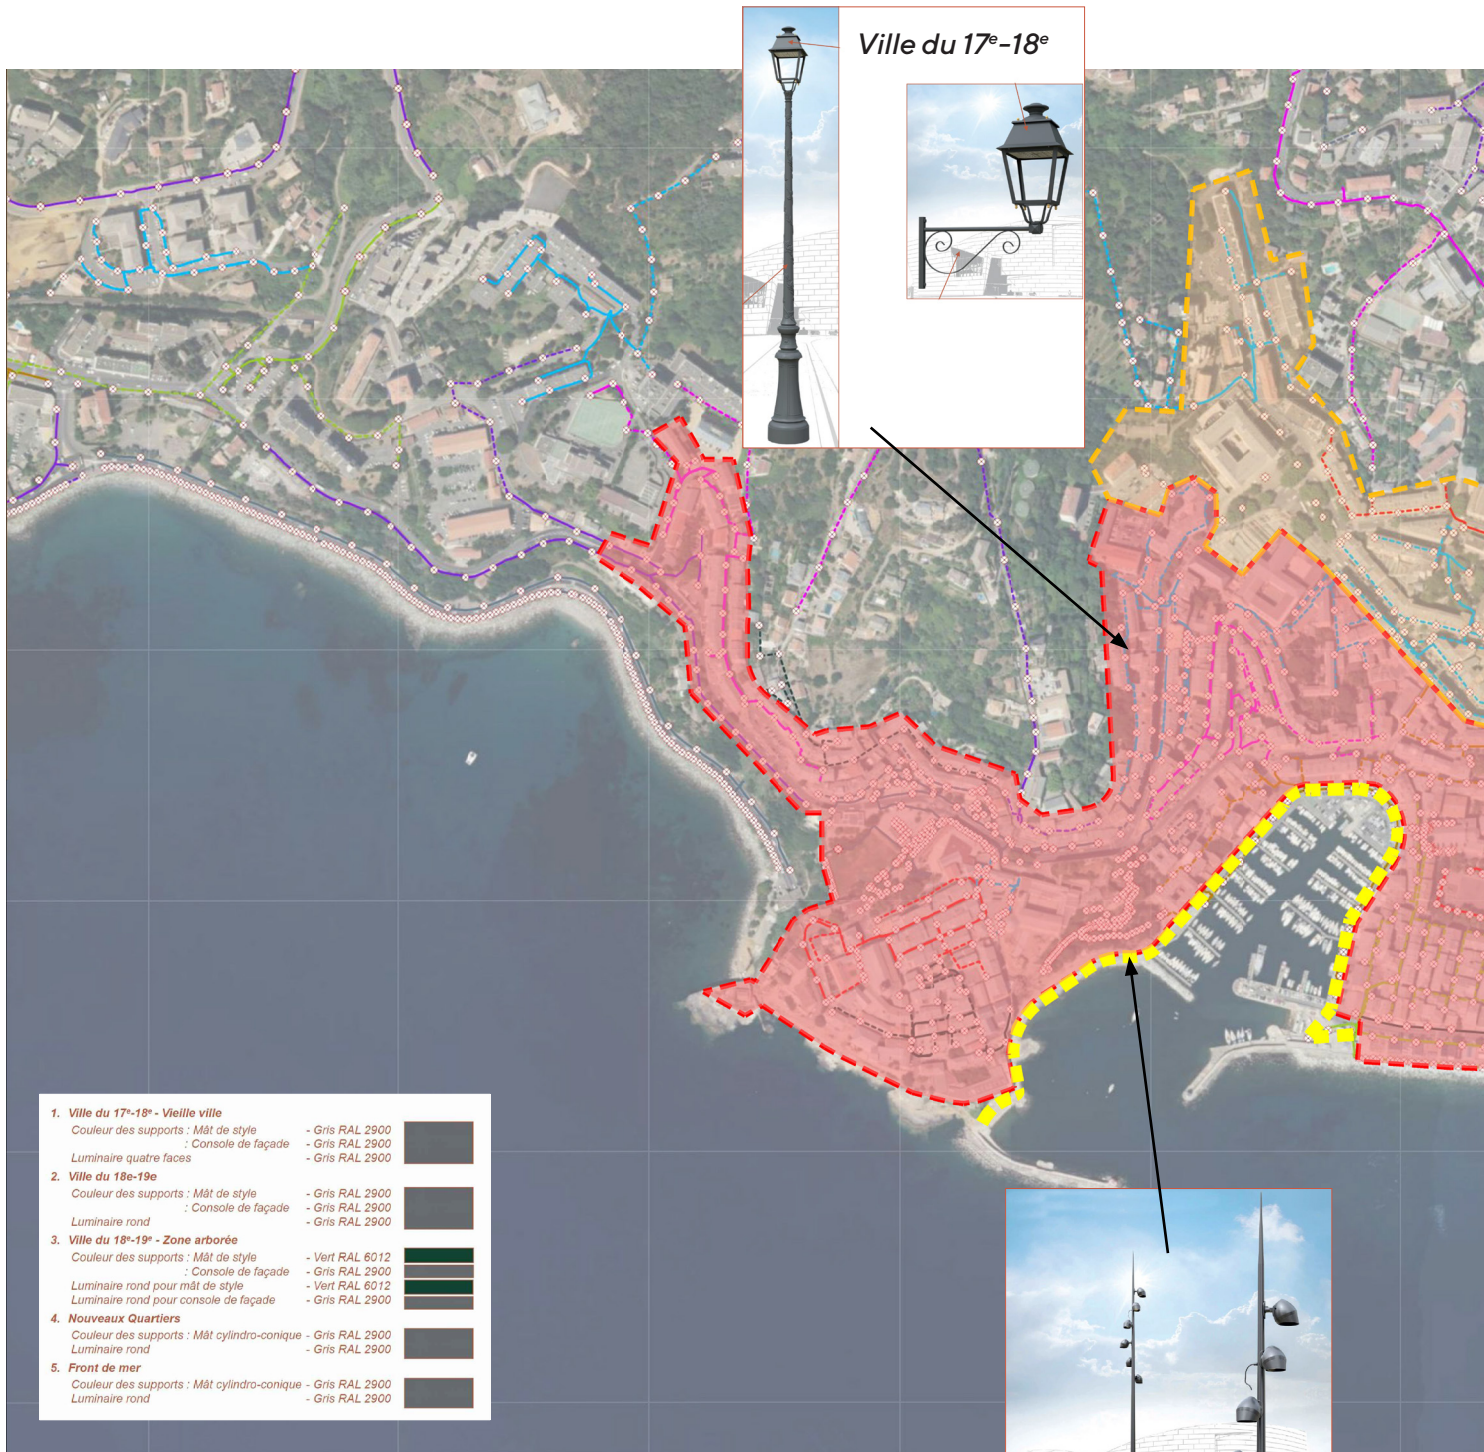 Ville du 17e-18e
1. Ville du 17e-18e - Vieille ville
Couleur des supports : Mât de style - Gris RAL 2900
: Console de façade - Gris RAL 2900
Luminaire quatre faces - Gris RAL 2900
2. Ville du 18e-19e
Couleur des supports : Mât de style - Gris RAL 2900
: Console de façade - Gris RAL 2900
Luminaire rond - Gris RAL 2900
3. Ville du 18e-19e - Zone arborée
Couleur des supports : Mât de style - Vert RAL 6012
: Console de façade - Gris RAL 2900
Luminaire rond pour mât de style - Vert RAL 6012
Luminaire rond pour console de façade - Gris RAL 2900
4. Nouveaux Quartiers
Couleur des supports : Mât cylindro-conique - Gris RAL 2900
Luminaire rond - Gris RAL 2900
5. Front de mer
Couleur des supports : Mât cylindro-conique - Gris RAL 2900
Luminaire rond - Gris RAL 2900